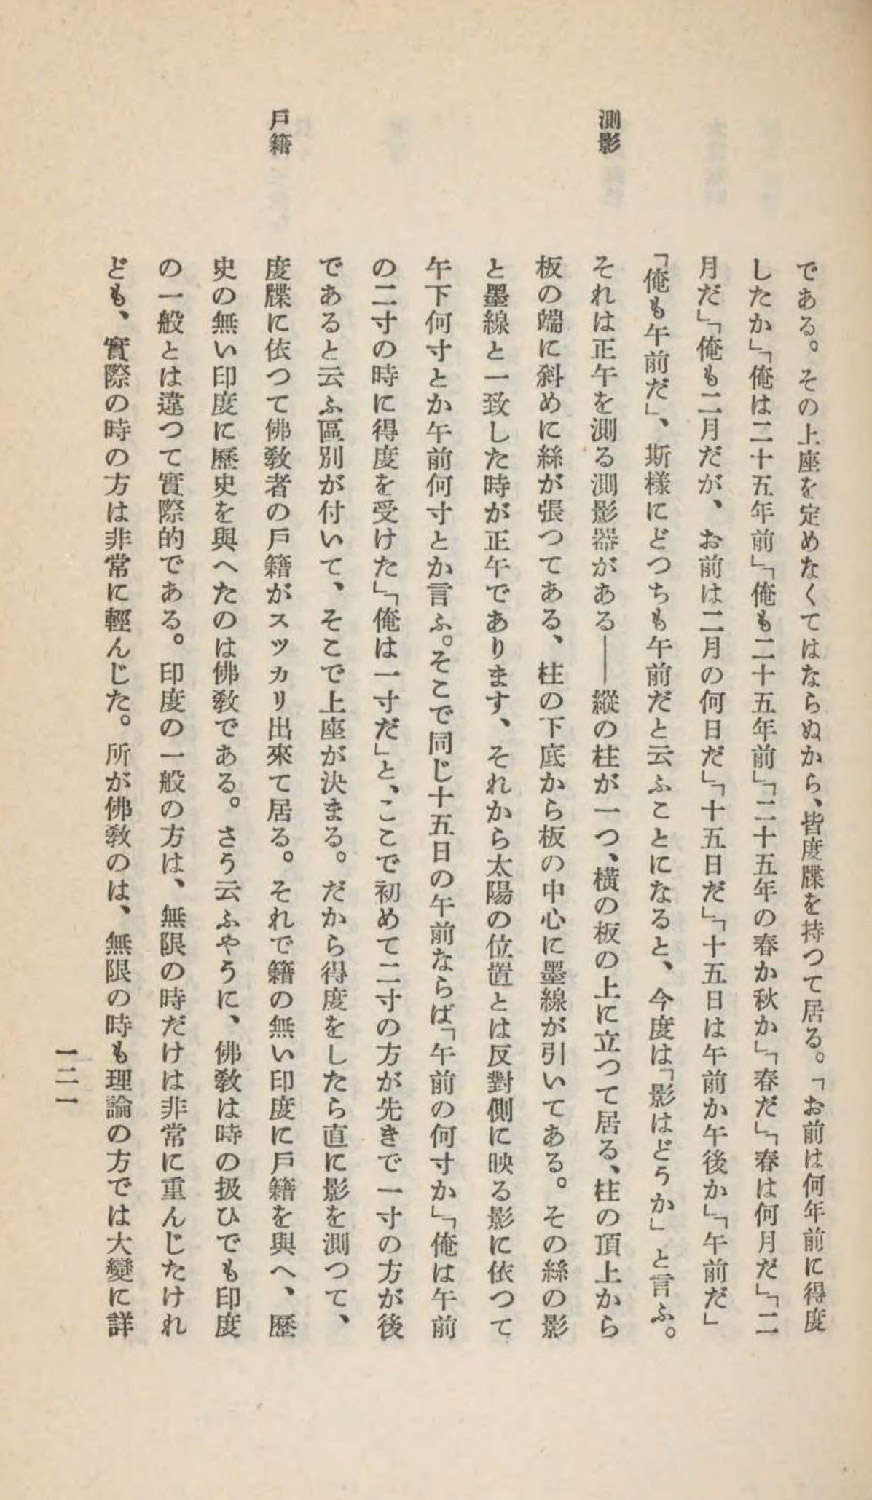 測影
戶籍
である。その上座を定めなくてはならぬから、皆度牒を持つて居る。「お前は何年前に得度
したか」「俺は二十五年前」「俺も二十五年前」「二十五年の春か秋か」「春だ」「春は何月だ」「二
月だ」「俺も二月だが、お前は二月の何日だ」「十五日だ」「十五日は午前か午後か」「午前だ」
「俺も午前だ」、斯樣にどつちも午前だと云ふことになると、今度は「影はどうか」と言ふ。
それは正午を測る測影器がある――縱の柱が一つ、橫の板の上に立つて居る、柱の頂上から
板の端に斜めに絲が張つてある、柱の下底から板の中心に墨線が引いてある。その絲の影
と墨線と一致した時が正午であります、それから太陽の位置とは反對側に映る影に依つて
午下何寸とか午前何寸とか言ふ。そこで同じ十五日の午前ならば「午前の何寸か」「俺は午前
の二寸の時に得度を受けた」「俺は一寸だ」と、ここで初めて二寸の方が先きで一寸の方が後
であると云ふ區別が付いて、そこで上座が決まる。だから得度をしたら直に影を測つて、
度牒に依つて佛敎者の戶籍がスッカリ出來て居る。それで籍の無い印度に戶籍を與へ、歷
史の無い印度に歷史を與へたのは佛敎である。さう云ふやうに、佛敎は時の扱ひでも印度
の一般とは違つて實際的である。印度の一般の方は、無限の時だけは非常に重んじたけれ
ども、實際の時の方は非常に輕んじた。所が佛敎のは、無限の時も理論の方では大變に詳
一二一